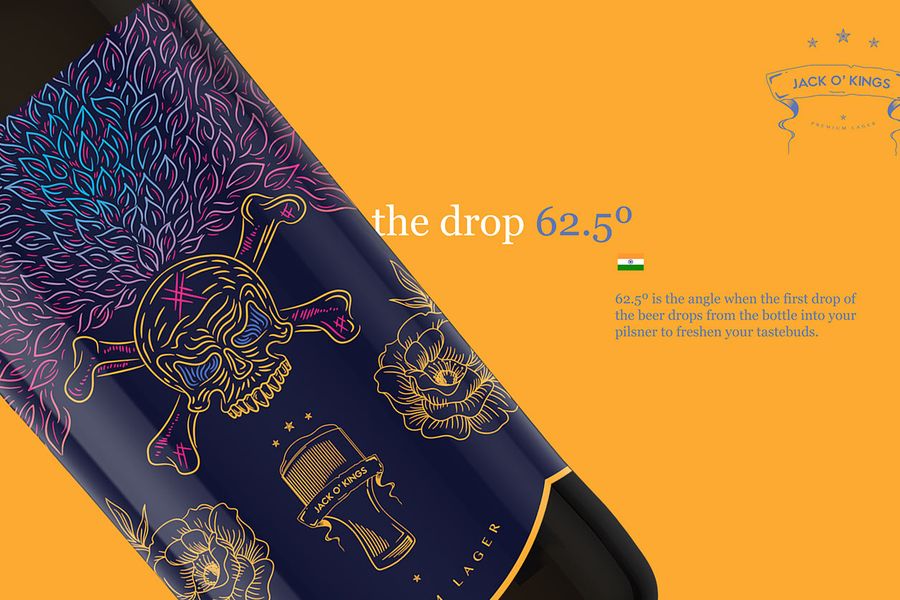 JACK O' KINGS
PREMIUM LAGER
the drop 62.5º
62.5º is the angle when the first drop of
the beer drops from the bottle into your
pilsner to freshen your tastebuds.
JACK O' KINGS
LAGER